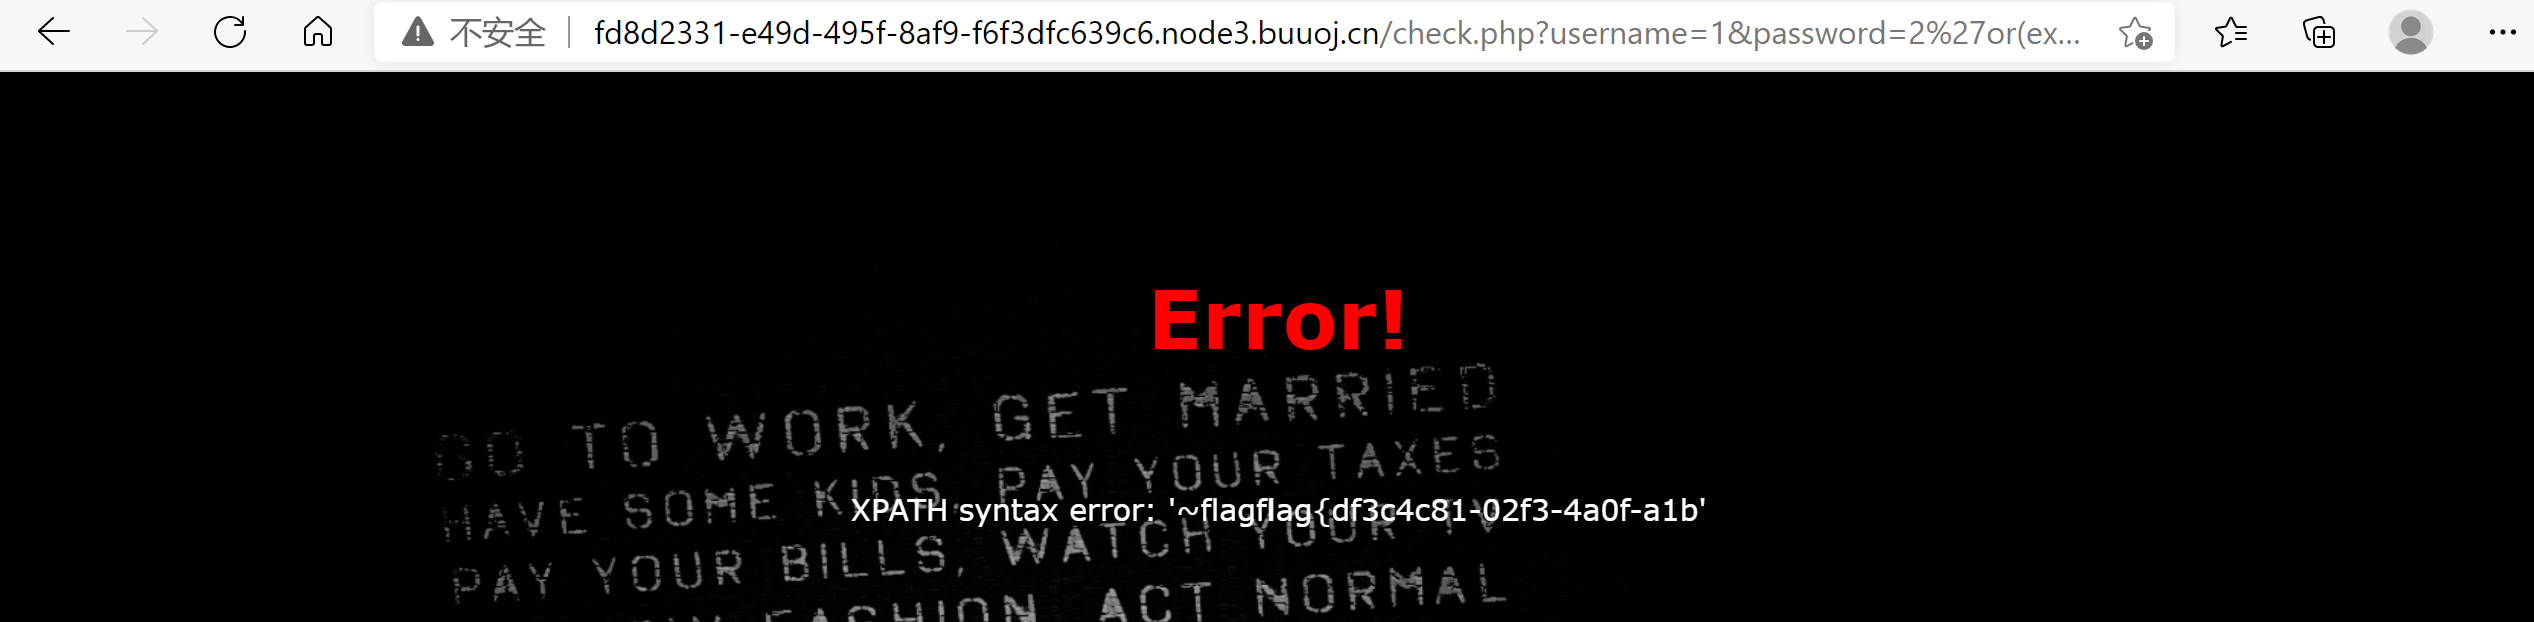 不安全 fd8d2331-e49d-495f-8af9-f6f3dfc639c6.node3.buuoj.cn/check.php?username=1&password=2%27or(ex...
Error!
GO TO WORK, GET MARRIED
HAVE SOME KIDS, PAY YOUR TAXES
XPATH syntax error: '~flagflag{df3c4c81-02f3-4a0f-a1b'
PAY YOUR BILLS, WATCH YOUR TV
FASHION ACT NORMAL